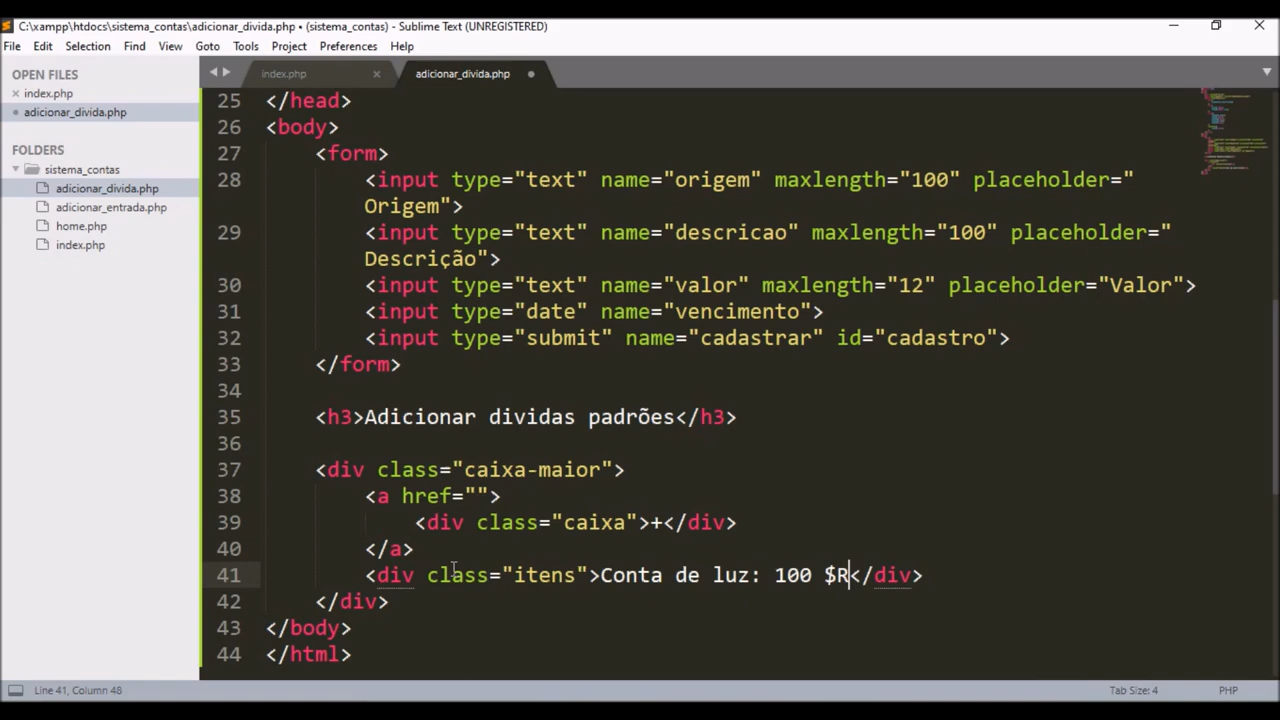 C:\xampp\htdocs\sistema_contas\adicionar_divida.php • (sistema_contas) - Sublime Text (UNREGISTERED)
File Edit Selection Find View Goto Tools Project Preferences Help
OPEN FILES
index.php
adicionar_divida.php
FOLDERS
sistema_contas
adicionar_divida.php
adicionar_entrada.php
home.php
index.php
index.php adicionar_divida.php
25 </head>
26 <body>
27 <form>
28 <input type="text" name="origem" maxlength="100" placeholder="
Origem">
29 <input type="text" name="descricao" maxlength="100" placeholder="
Descrição">
30 <input type="text" name="valor" maxlength="12" placeholder="Valor">
31 <input type="date" name="vencimento">
32 <input type="submit" name="cadastrar" id="cadastro">
33 </form>
34
35 <h3>Adicionar dividas padrões</h3>
36
37 <div class="caixa-maior">
38 <a href="">
39 <div class="caixa">+</div>
40 </a>
41 <div class="itens">Conta de luz: 100 $R</div>
42 </div>
43 </body>
44 </html>
Line 41, Column 48 Tab Size: 4 PHP